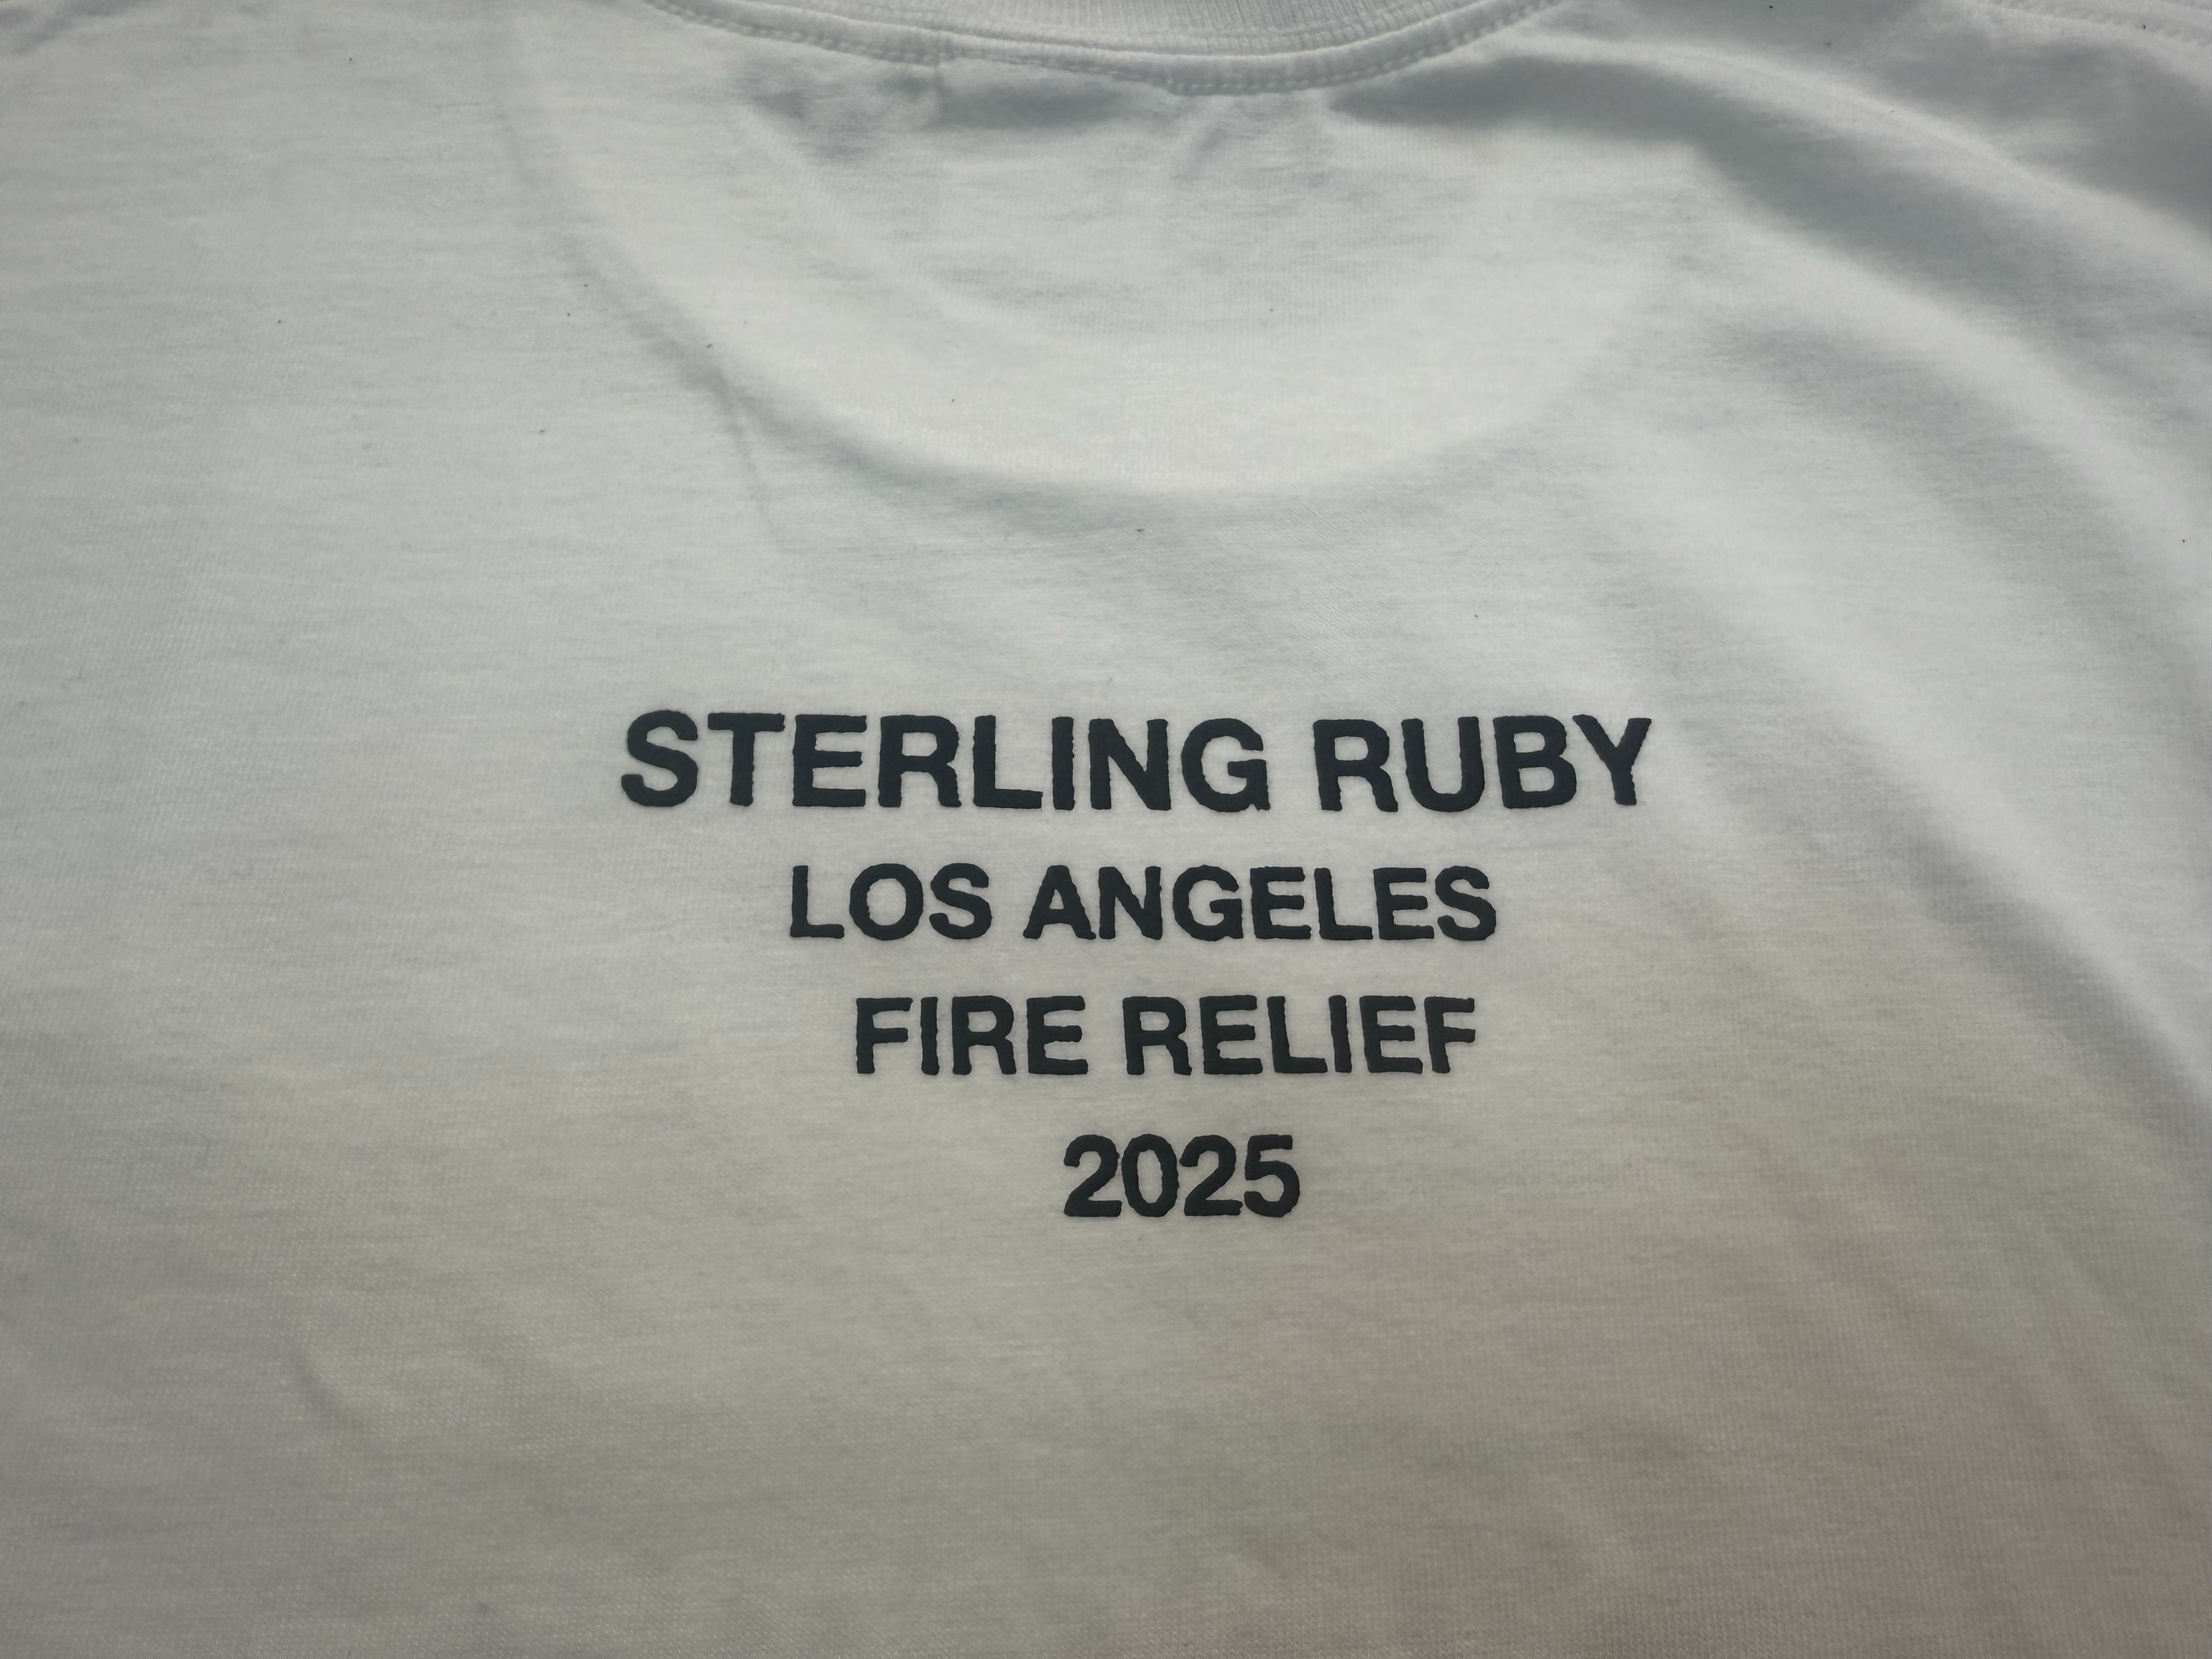 STERLING RUBY
LOS ANGELES
FIRE RELIEF
2025